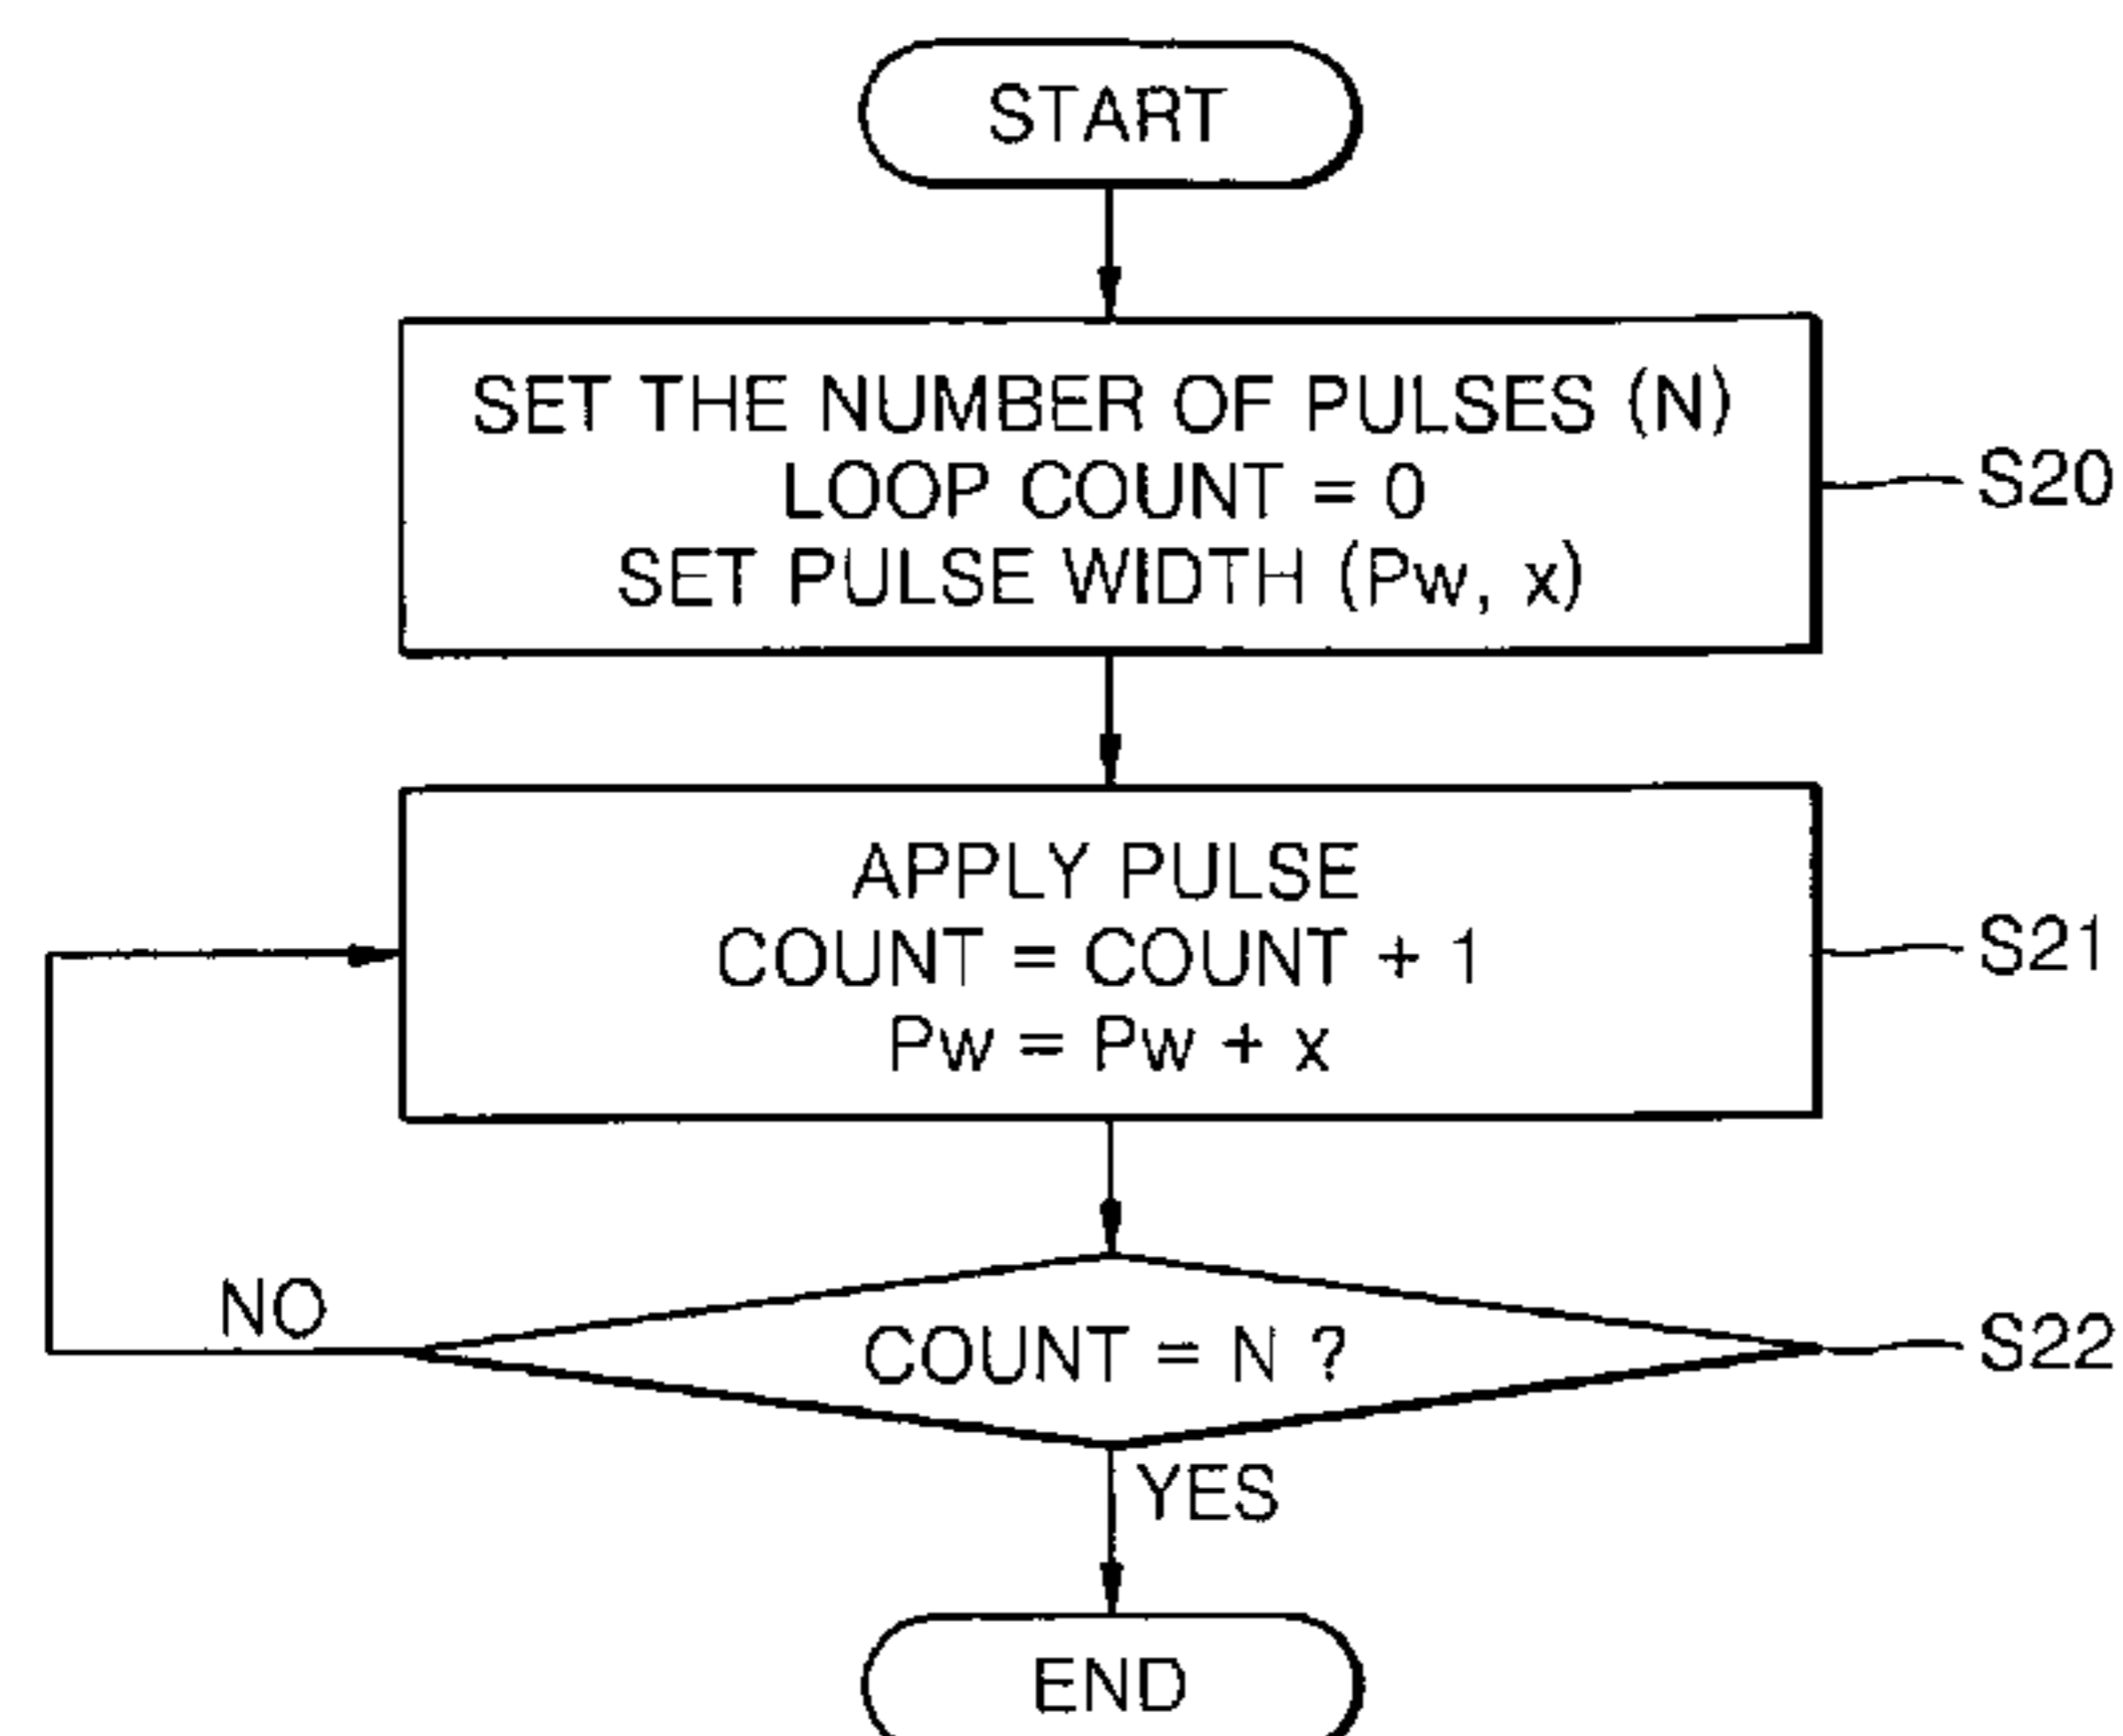 START
SET THE NUMBER OF PULSES (N)
LOOP COUNT = 0
SET PULSE WIDTH (Pw, x)
S20
APPLY PULSE
COUNT = COUNT + 1
Pw = Pw + x
S21
NO
COUNT = N ?
S22
YES
END